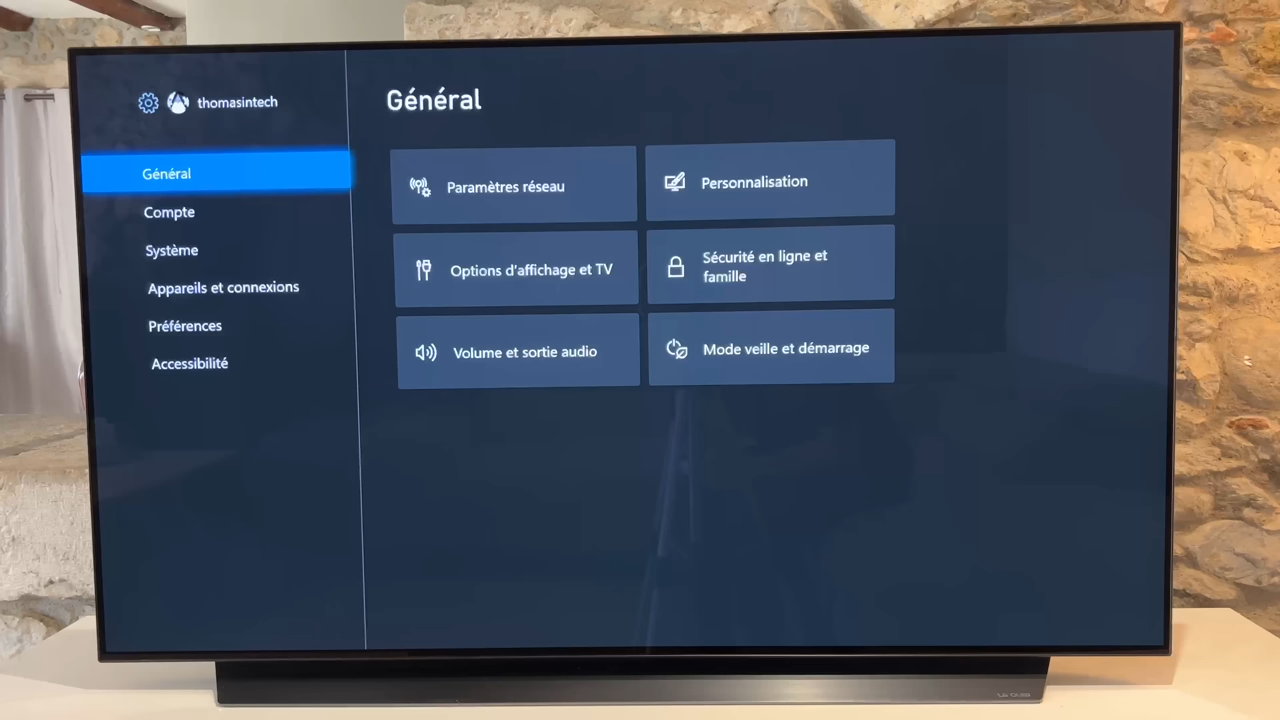 thomasintech
Général
Compte
Système
Appareils et connexions
Préférences
Accessibilité
Général
Paramètres réseau
Personnalisation
Options d'affichage et TV
Sécurité en ligne et
famille
Volume et sortie audio
Mode veille et démarrage